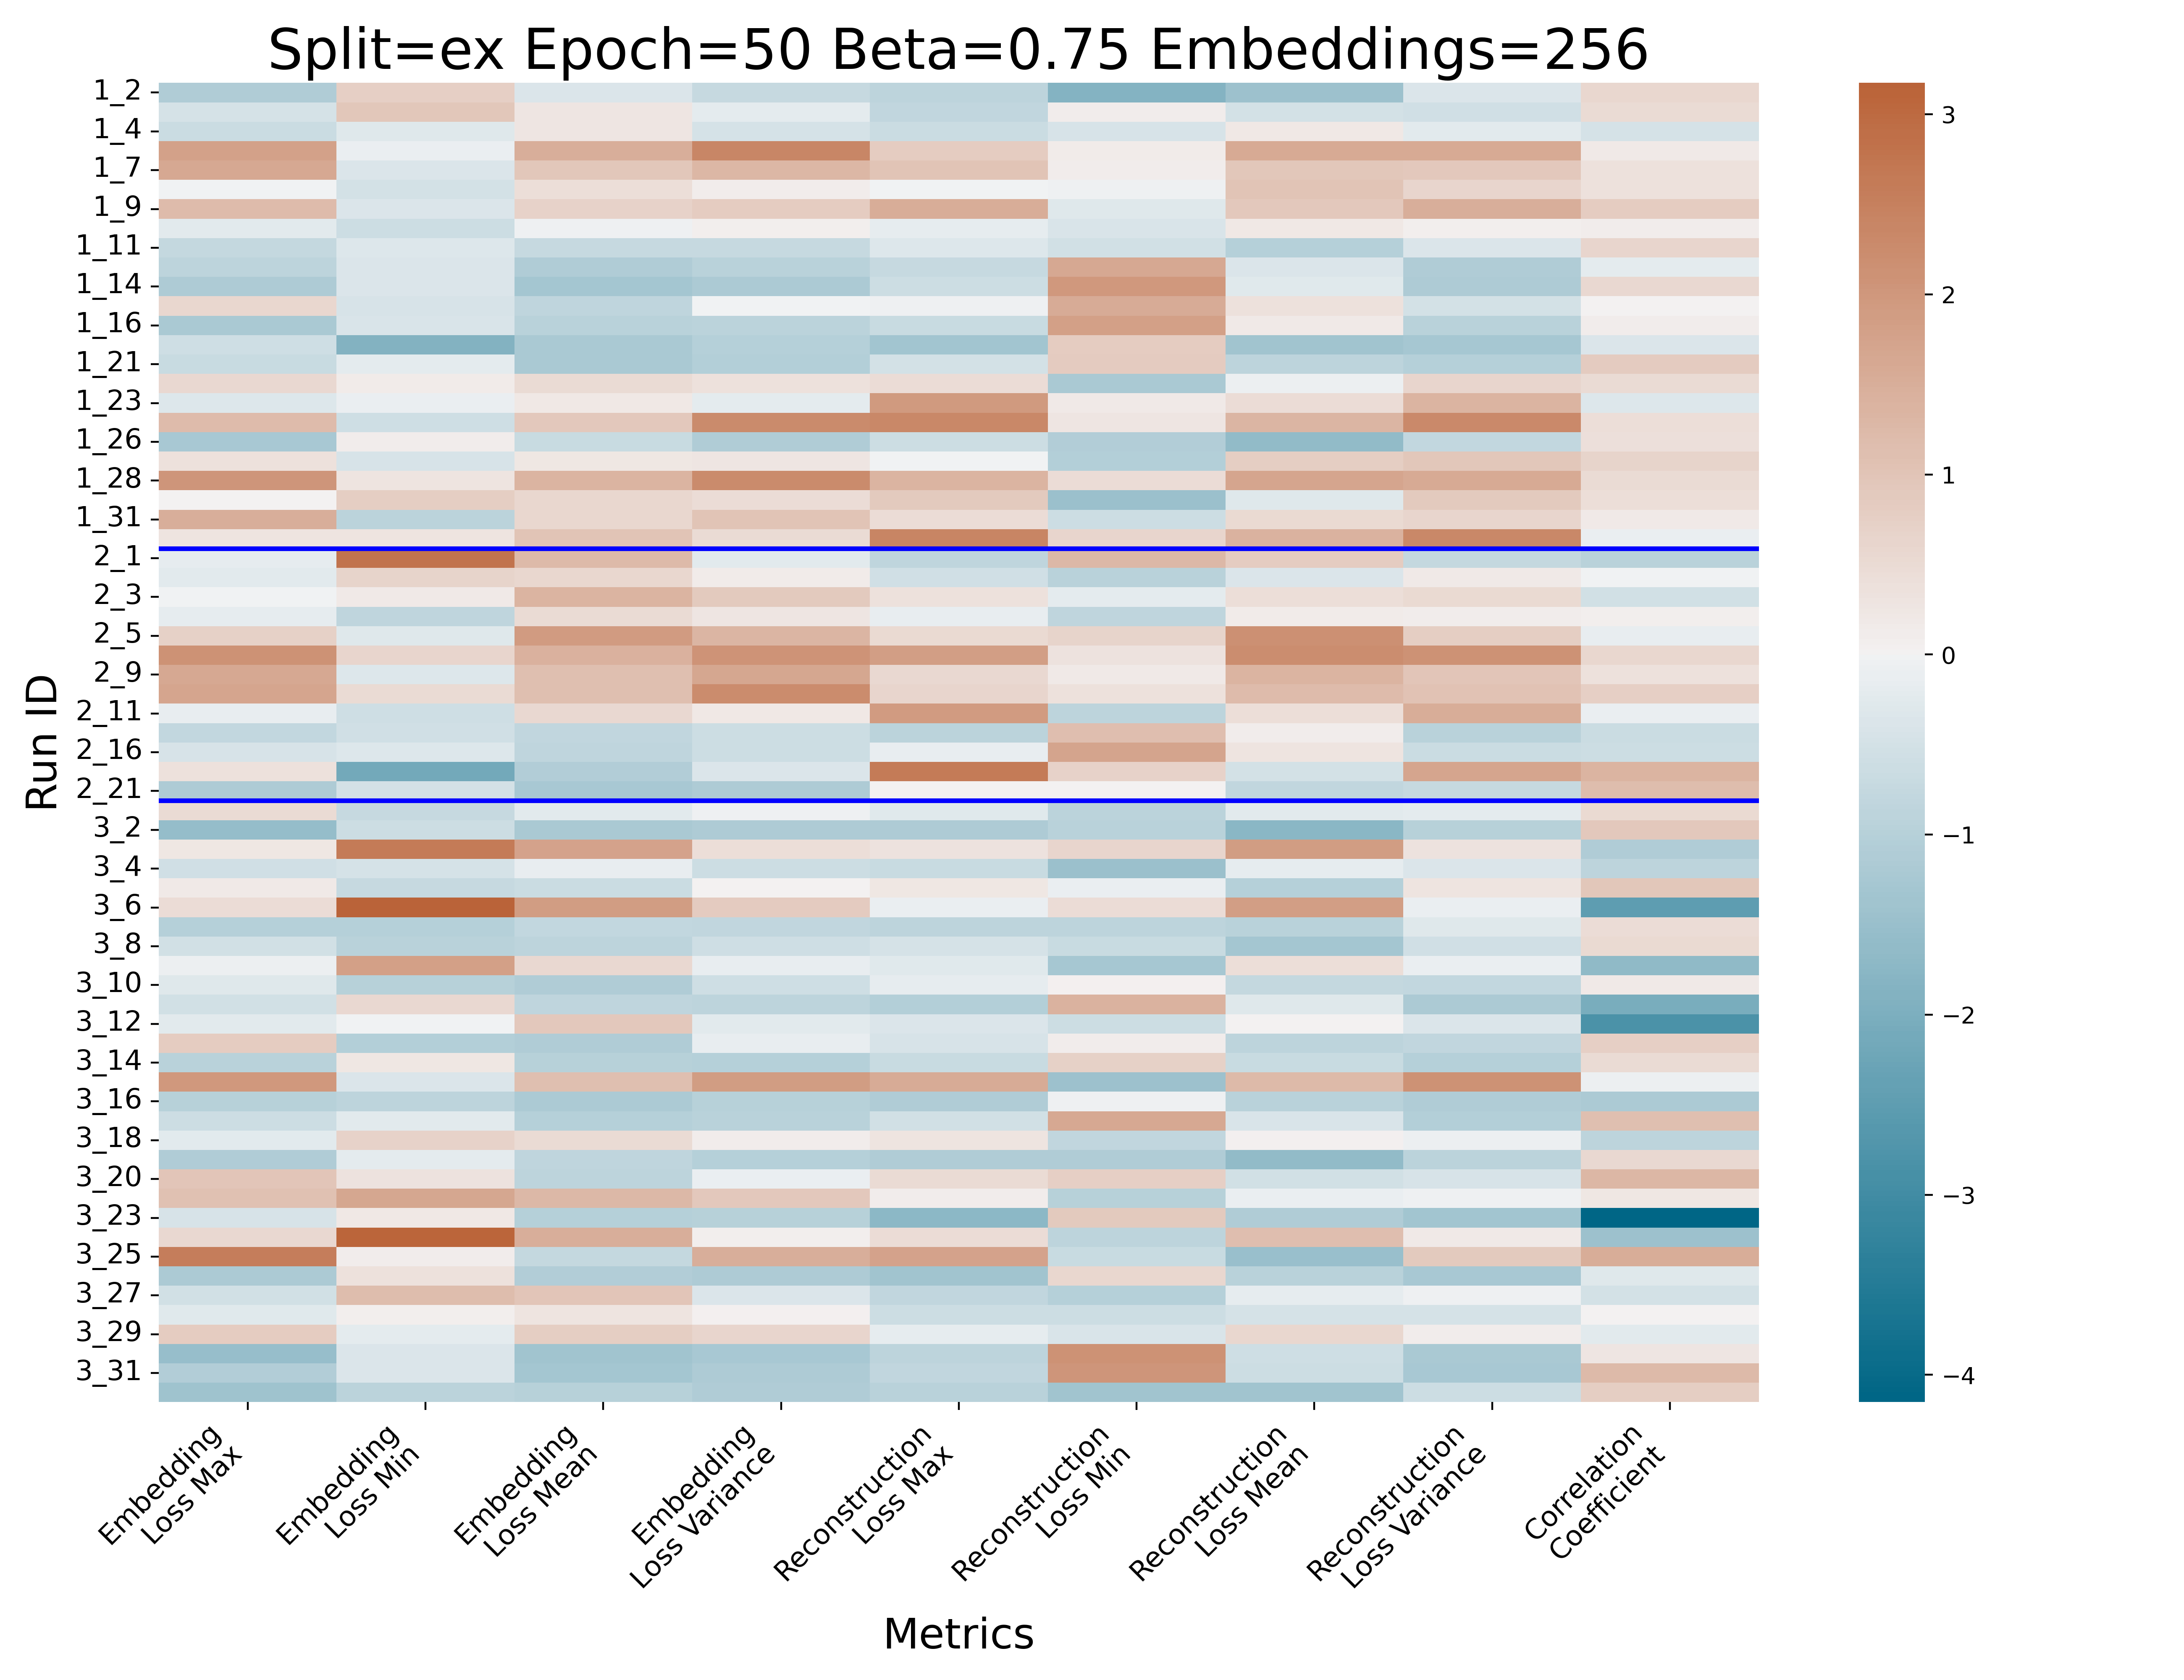 Split=ex Epoch=50 Beta=0.75 Embeddings=256
Run ID
1_2
1_4
1_7
1_9
1_11
1_14
1_16
1_21
1_23
1_26
1_28
1_31
2_1
2_3
2_5
2_9
2_11
2_16
2_21
3_2
3_4
3_6
3_8
3_10
3_12
3_14
3_16
3_18
3_20
3_23
3_25
3_27
3_29
3_31
Embedding
Loss Max
Embedding
Loss Min
Embedding
Loss Mean
Embedding
Loss Variance
Reconstruction
Loss Max
Reconstruction
Loss Min
Reconstruction
Loss Mean
Reconstruction
Loss Variance
Correlation
Coefficient
Metrics
3
2
1
0
−1
−2
−3
−4